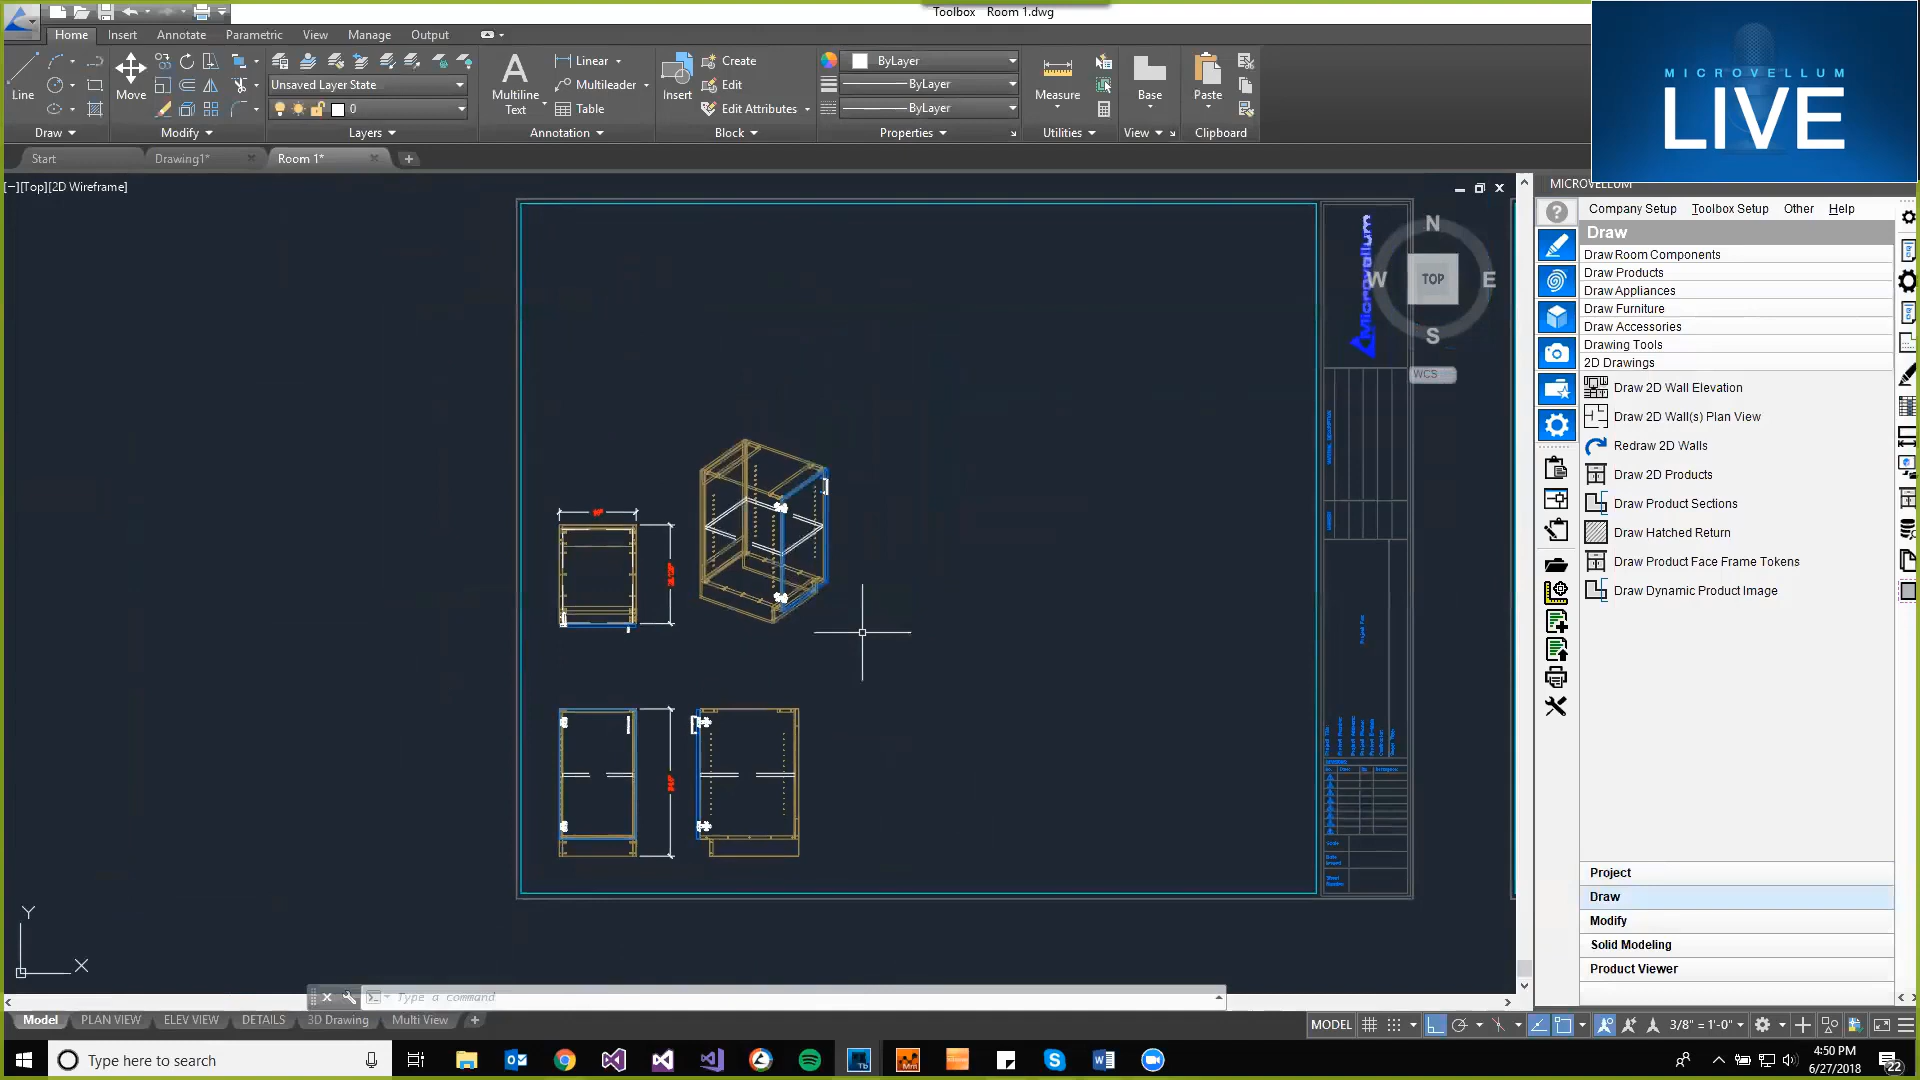 Toolbox Room 1.dwg
Home Insert Annotate Parametric View Manage Output
Line
Move
Unsaved Layer State
0
Multiline
Text
Linear
Multileader
Table
Insert
Create
Edit
Edit Attributes
ByLayer
ByLayer
ByLayer
Measure
Base
Paste
Draw
Modify
Layers
Annotation
Block
Properties
Utilities
View
Clipboard
MICROVELLUM
LIVE
Start
Drawing1*
Room 1*
[−][Top][2D Wireframe]
MICROVELLUM
Company Setup Toolbox Setup Other Help
Draw
Draw Room Components
Draw Products
Draw Appliances
Draw Furniture
Draw Accessories
Drawing Tools
2D Drawings
Draw 2D Wall Elevation
Draw 2D Wall(s) Plan View
Redraw 2D Walls
Draw 2D Products
Draw Product Sections
Draw Hatched Return
Draw Product Face Frame Tokens
Draw Dynamic Product Image
Microvellum
N
W
TOP
E
S
WCS
Y
X
Project
Draw
Modify
Solid Modeling
Product Viewer
Type a command
Model PLAN VIEW ELEV VIEW DETAILS 3D Drawing Multi View
MODEL
3/8" = 1'-0"
Type here to search
Tb
Mm
4:50 PM
6/27/2018
22